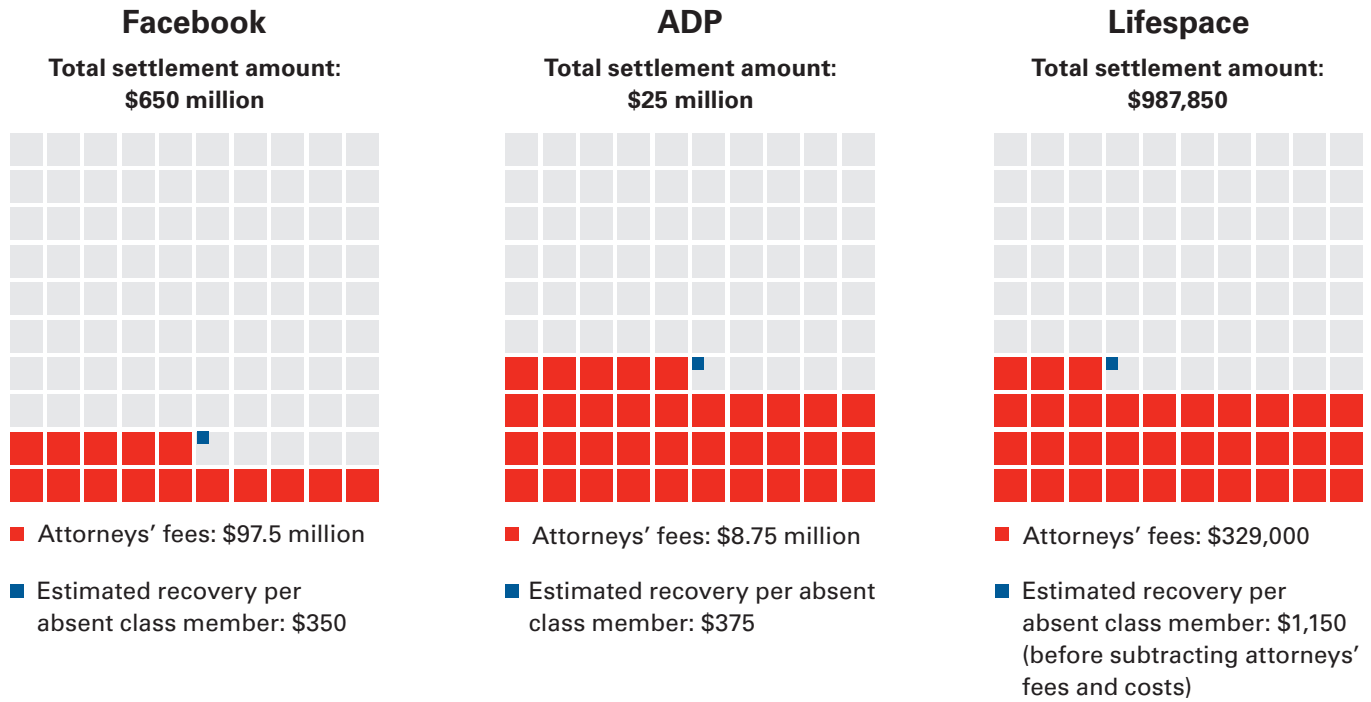 Facebook
Total settlement amount:
$650 million
Attorneys’ fees: $97.5 million
Estimated recovery per
absent class member: $350
ADP
Total settlement amount:
$25 million
Attorneys’ fees: $8.75 million
Estimated recovery per absent
class member: $375
Lifespace
Total settlement amount:
$987,850
Attorneys’ fees: $329,000
Estimated recovery per
absent class member: $1,150
(before subtracting attorneys’
fees and costs)